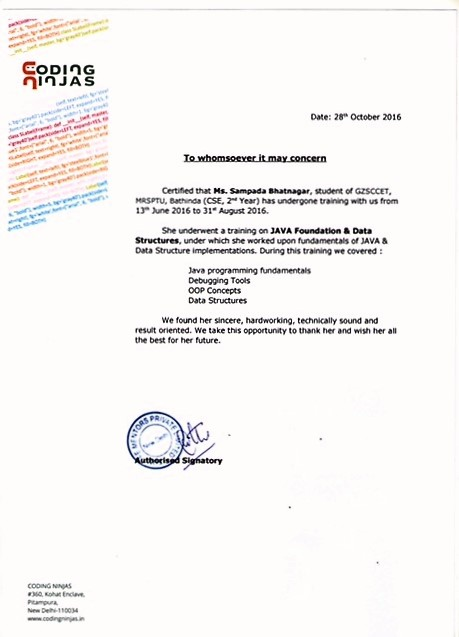 CODING
NINJAS
Date: 28th October 2016
To whomsoever it may concern
Certified that Ms. Sampada Bhatnagar, student of GZSCCET,
MRSPTU, Bathinda (CSE, 2nd Year) has undergone training with us from
13th June 2016 to 31st August 2016.
She underwent a training on JAVA Foundation & Data
Structures, under which she worked upon fundamentals of JAVA &
Data Structure implementations. During this training we covered :
Java programming fundamentals
Debugging Tools
OOP Concepts
Data Structures
We found her sincere, hardworking, technically sound and
result oriented. We take this opportunity to thank her and wish her all
the best for her future.
MENTORS PRIVATE
New Delhi
Authorised Signatory
CODING NINJAS
#360, Kohat Enclave,
Pitampura,
New Delhi-110034
www.codingninjas.in